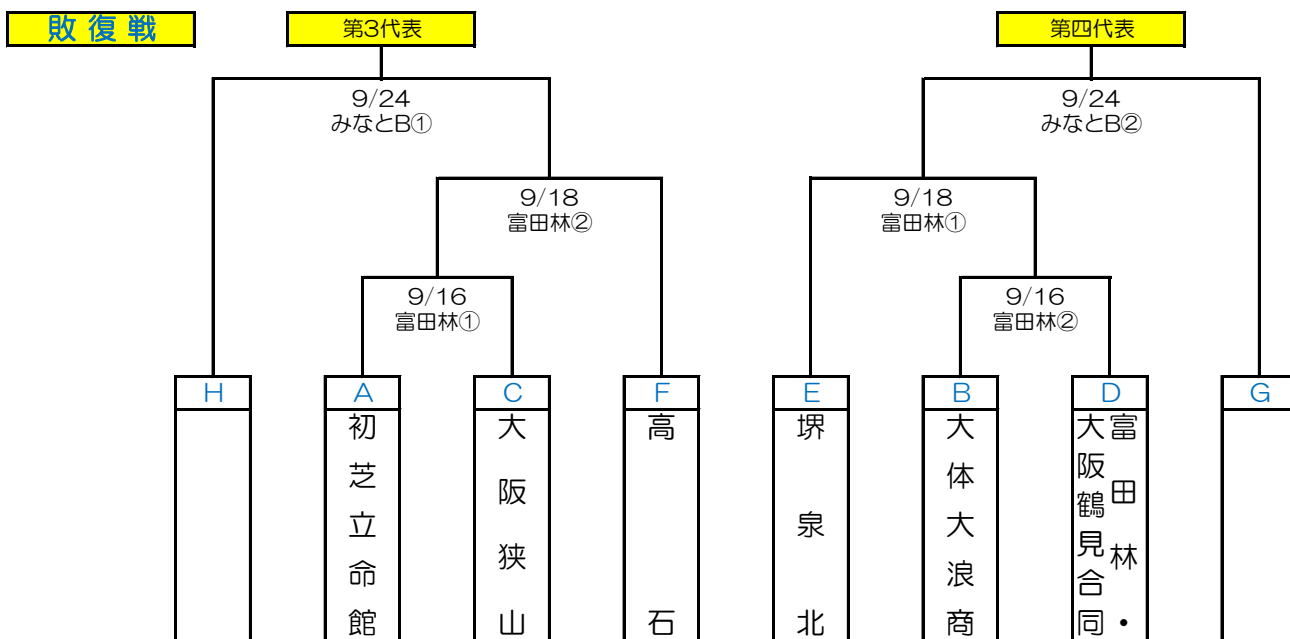 敗復戦
第3代表
第四代表
9/24
みなとB①
9/24
みなとB②
9/18
富田林②
9/18
富田林①
9/16
富田林①
9/16
富田林②
H
A
C
F
E
B
D
G
初芝立命館
大阪狭山
高石
堺泉北
大体大浪商
富田林・
大阪鶴見合同